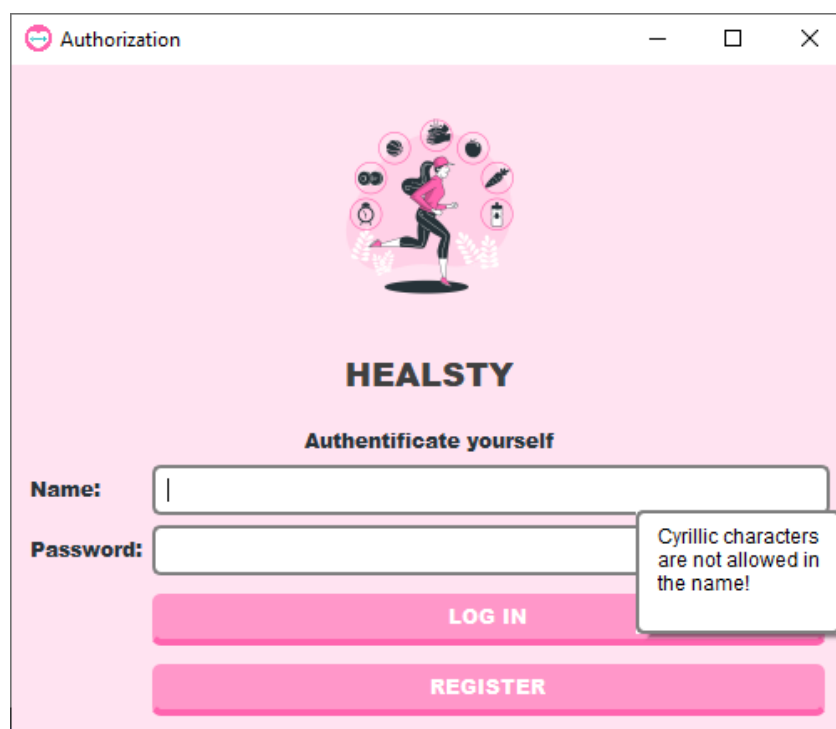 Authorization
HEALSTY
Authentificate yourself
Name:
Cyrillic characters
are not allowed in
the name!
Password:
LOG IN
REGISTER